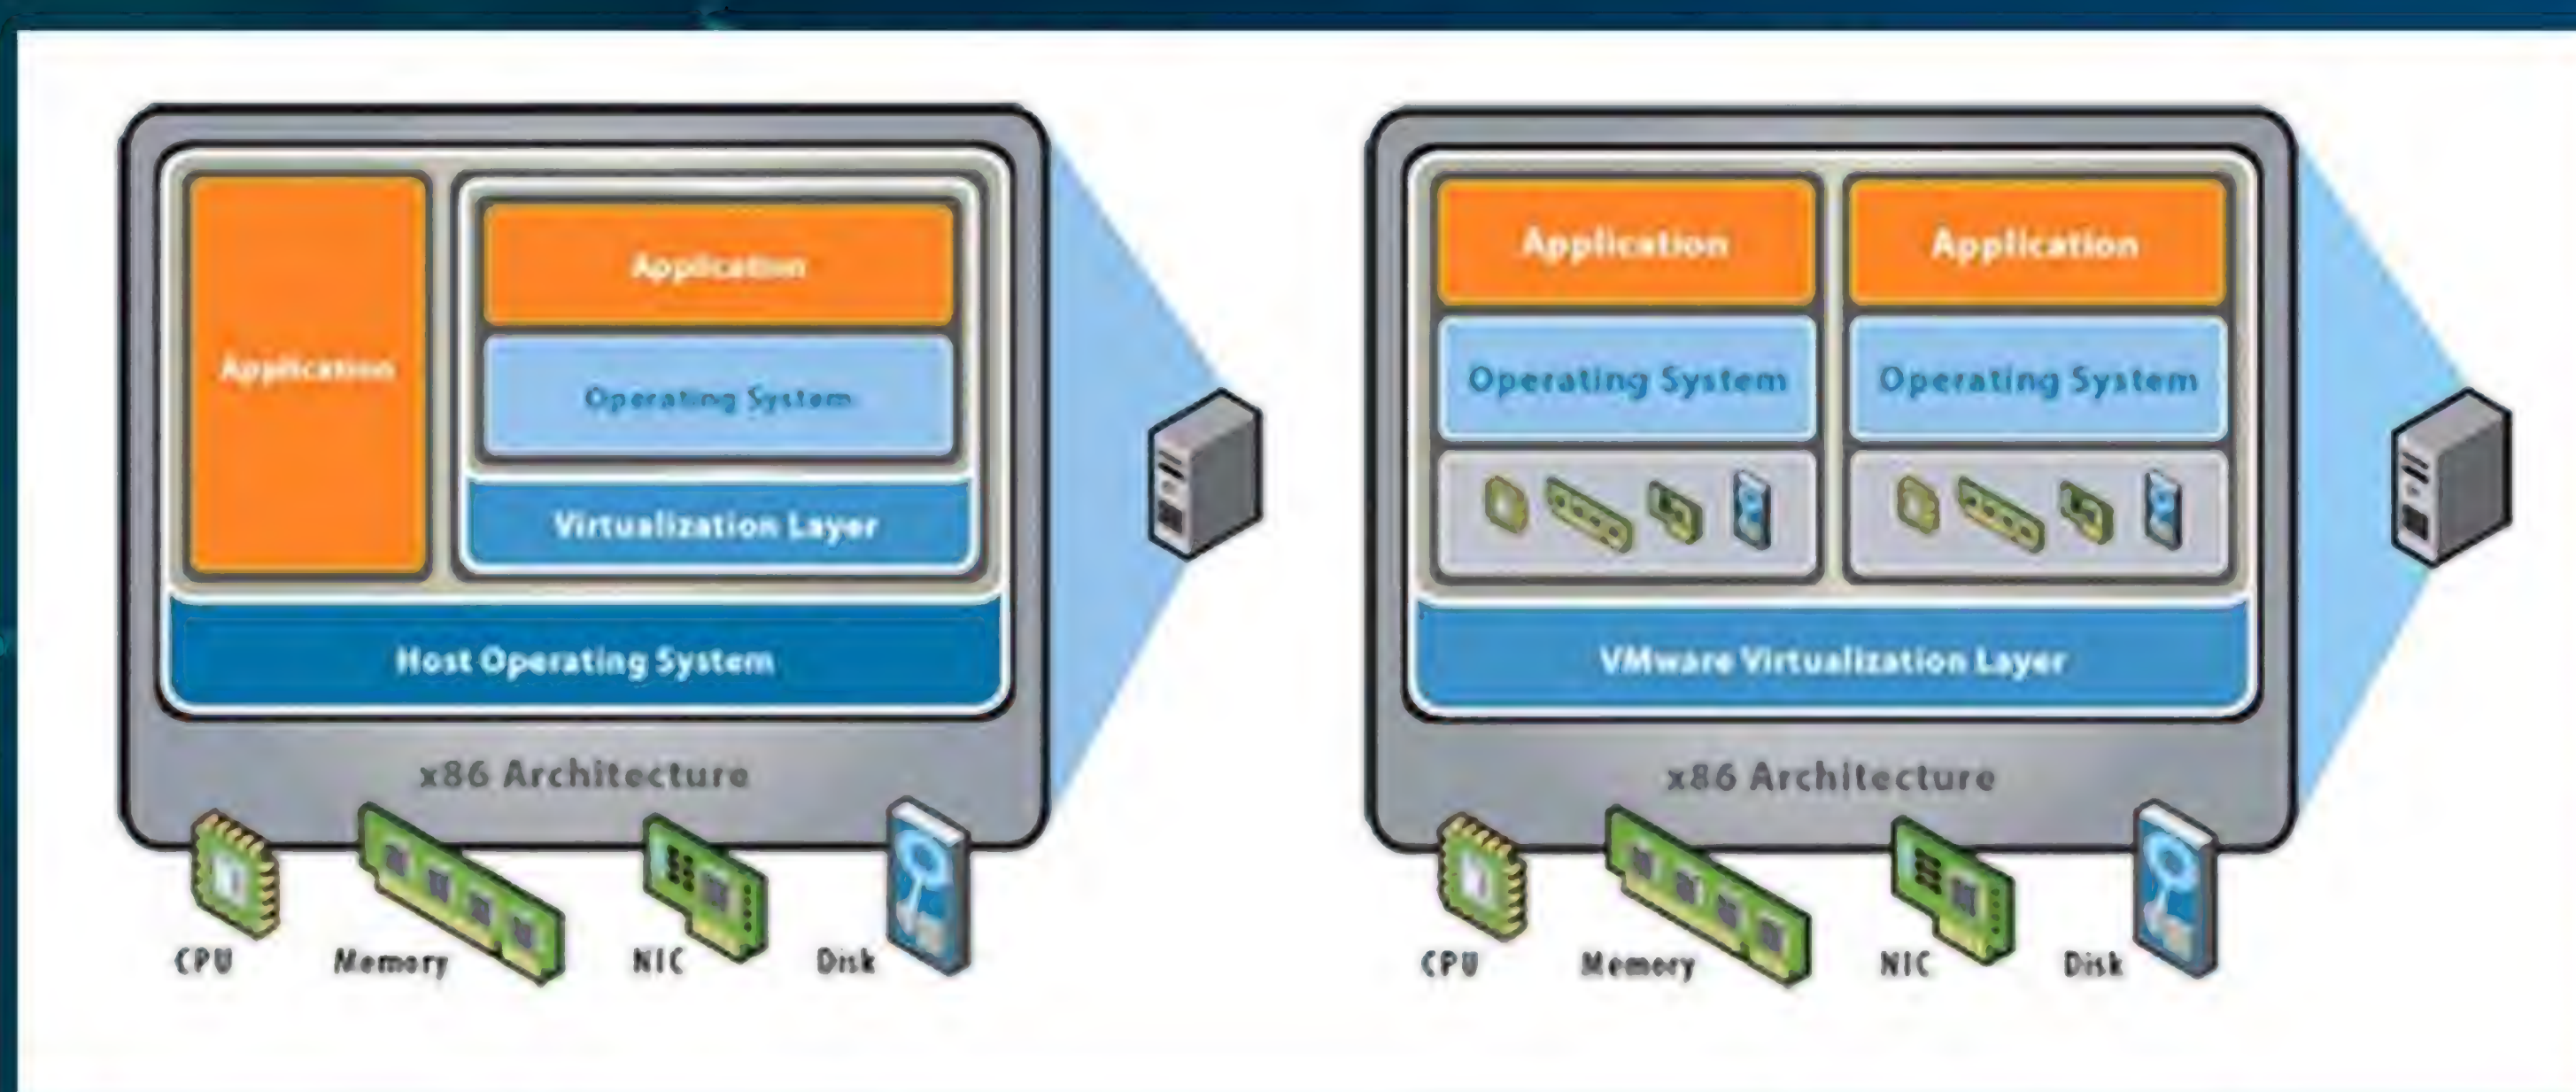 Application
Application
Operating System
Virtualization Layer
Host Operating System
x86 Architecture
CPU
Memory
NIC
Disk
Application
Application
Operating System
Operating System
VMware Virtualization Layer
x86 Architecture
CPU
Memory
NIC
Disk